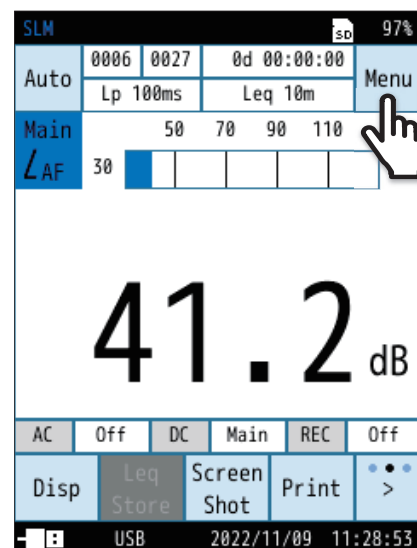 SLM SD 97%
Auto 0006 0027 0d 00:00:00 Menu
Lp 100ms Leq 10m
Main 50 70 90 110
LAF 30
41.2 dB
AC Off DC Main REC Off
Disp Leq Store Screen Shot Print >
USB 2022/11/09 11:28:53